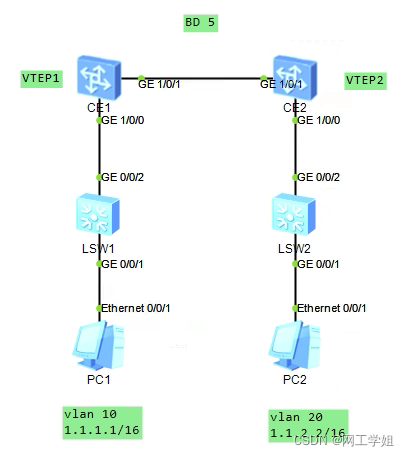 BD 5
VTEP1
GE 1/0/1
GE 1/0/1
VTEP2
CE1
CE2
GE 1/0/0
GE 1/0/0
GE 0/0/2
GE 0/0/2
LSW1
LSW2
GE 0/0/1
GE 0/0/1
Ethernet 0/0/1
Ethernet 0/0/1
PC1
PC2
vlan 10
1.1.1.1/16
vlan 20
1.1.2.2/16
CSDN @网工学姐